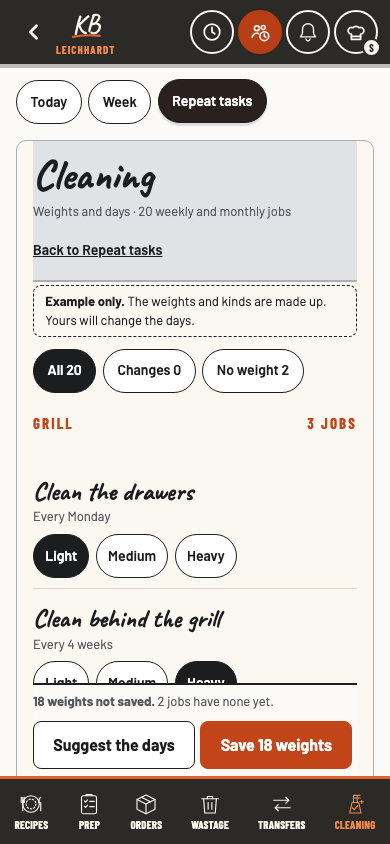 KB
LEICHHARDT
S
Today
Week
Repeat tasks
Cleaning
Weights and days · 20 weekly and monthly jobs
Back to Repeat tasks
Example only. The weights and kinds are made up.
Yours will change the days.
All 20
Changes 0
No weight 2
GRILL
3 JOBS
Clean the drawers
Every Monday
Light
Medium
Heavy
Clean behind the grill
Every 4 weeks
Light
Medium
Heavy
18 weights not saved. 2 jobs have none yet.
Suggest the days
Save 18 weights
RECIPES
PREP
ORDERS
WASTAGE
TRANSFERS
CLEANING